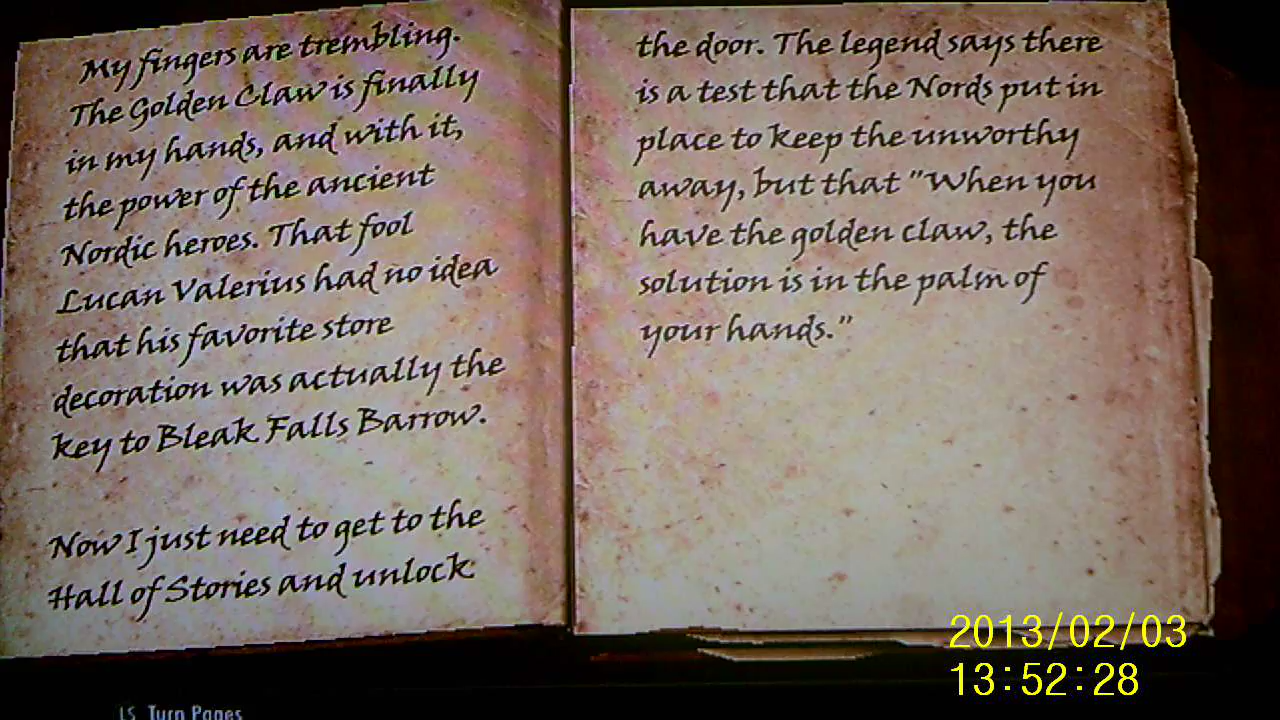 My fingers are trembling.
The Golden Claw is finally
in my hands, and with it,
the power of the ancient
Nordic heroes. That fool
Lucan Valerius had no idea
that his favorite store
decoration was actually the
key to Bleak Falls Barrow.
Now I just need to get to the
Hall of Stories and unlock
the door. The legend says there
is a test that the Nords put in
place to keep the unworthy
away, but that "When you
have the golden claw, the
solution is in the palm of
your hands."
LS Turn Pages
2013/02/03
13:52:28